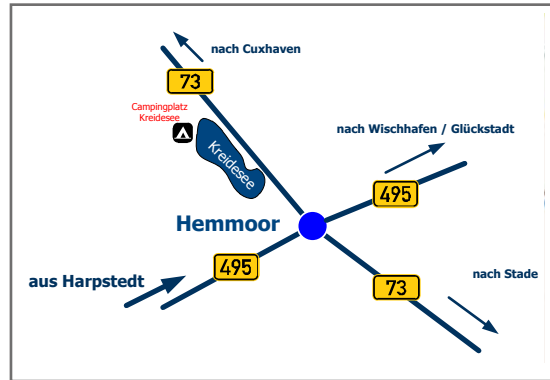 nach Cuxhaven
73
Campingplatz
Kreidesee
Kreidesee
nach Wischhafen / Glückstadt
495
Hemmoor
495
aus Harpstedt
nach Stade
73